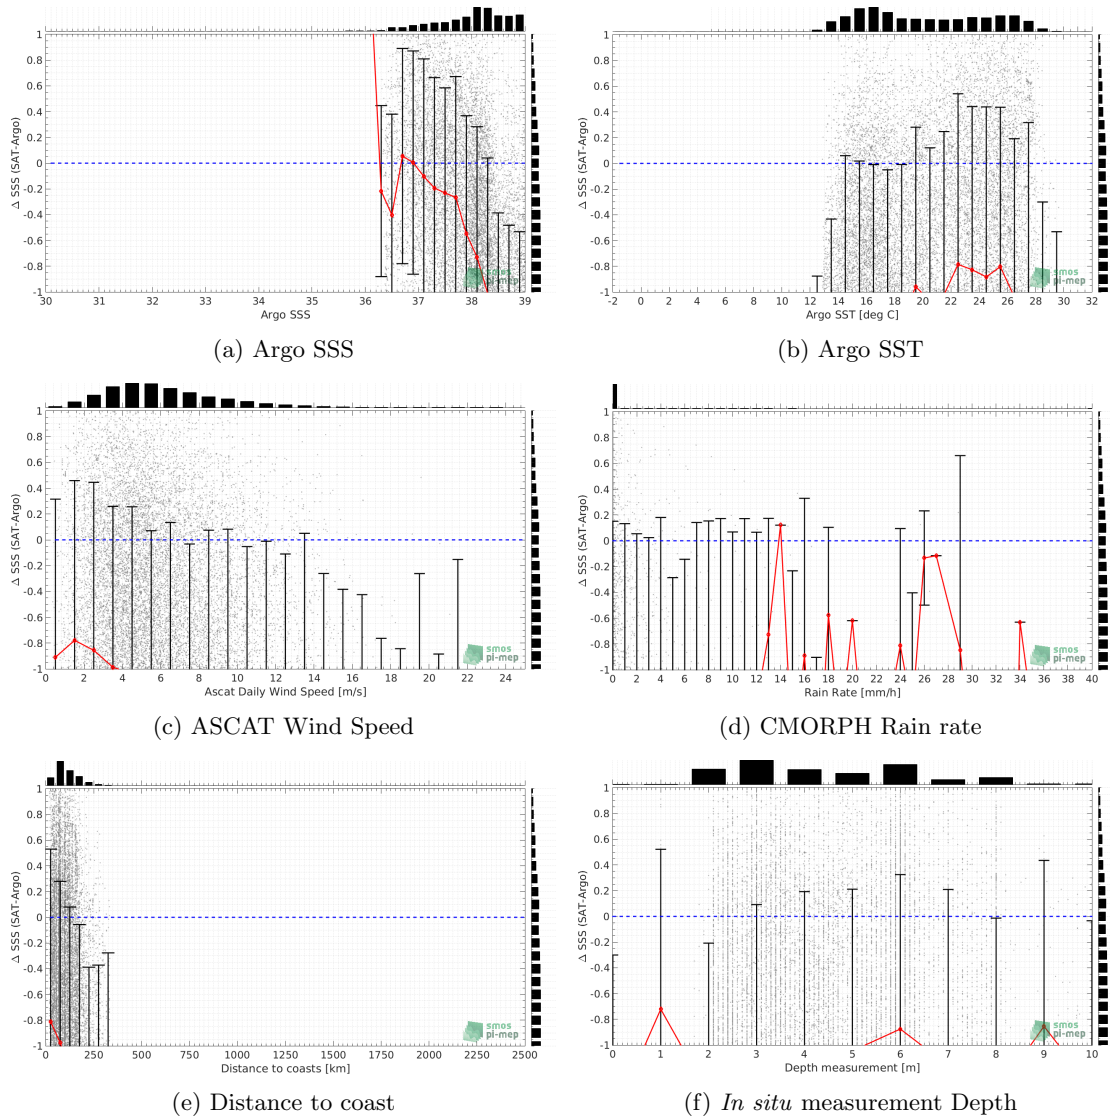 1
0.8
0.6
0.4
0.2
0
-0.2
-0.4
-0.6
-0.8
-1
Δ SSS (SAT-Argo)
smos
pi-mep
30 31 32 33 34 35 36 37 38 39
Argo SSS
(a) Argo SSS
1
0.8
0.6
0.4
0.2
0
-0.2
-0.4
-0.6
-0.8
-1
Δ SSS (SAT-Argo)
smos
pi-mep
-2 0 2 4 6 8 10 12 14 16 18 20 22 24 26 28 30 32
Argo SST [deg C]
(b) Argo SST
1
0.8
0.6
0.4
0.2
0
-0.2
-0.4
-0.6
-0.8
-1
Δ SSS (SAT-Argo)
smos
pi-mep
0 2 4 6 8 10 12 14 16 18 20 22 24
Ascat Daily Wind Speed [m/s]
(c) ASCAT Wind Speed
1
0.8
0.6
0.4
0.2
0
-0.2
-0.4
-0.6
-0.8
-1
Δ SSS (SAT-Argo)
smos
pi-mep
0 2 4 6 8 10 12 14 16 18 20 22 24 26 28 30 32 34 36 38 40
Rain Rate [mm/h]
(d) CMORPH Rain rate
1
0.8
0.6
0.4
0.2
0
-0.2
-0.4
-0.6
-0.8
-1
Δ SSS (SAT-Argo)
smos
pi-mep
0 250 500 750 1000 1250 1500 1750 2000 2250 2500
Distance to coasts [km]
(e) Distance to coast
1
0.8
0.6
0.4
0.2
0
-0.2
-0.4
-0.6
-0.8
-1
Δ SSS (SAT-Argo)
smos
pi-mep
0 1 2 3 4 5 6 7 8 9 10
Depth measurement [m]
(f) In situ measurement Depth